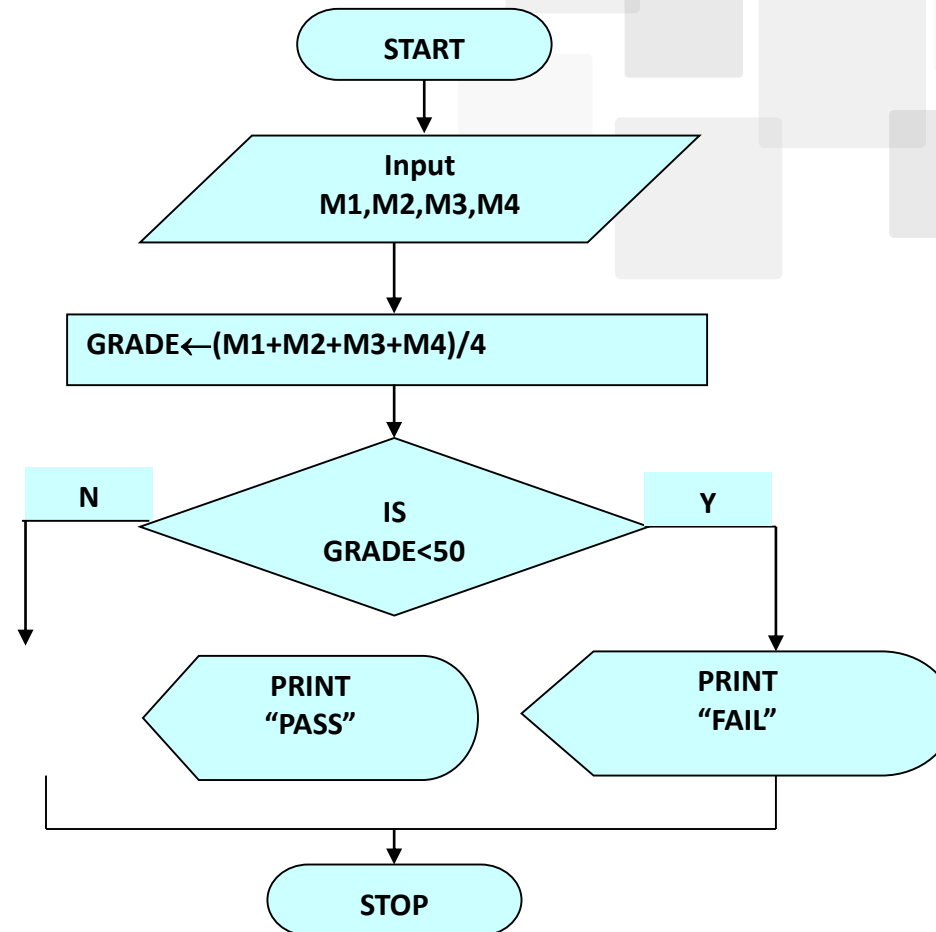 START
Input
M1,M2,M3,M4
GRADE←(M1+M2+M3+M4)/4
N
IS
GRADE<50
Y
PRINT
“PASS”
PRINT
“FAIL”
STOP